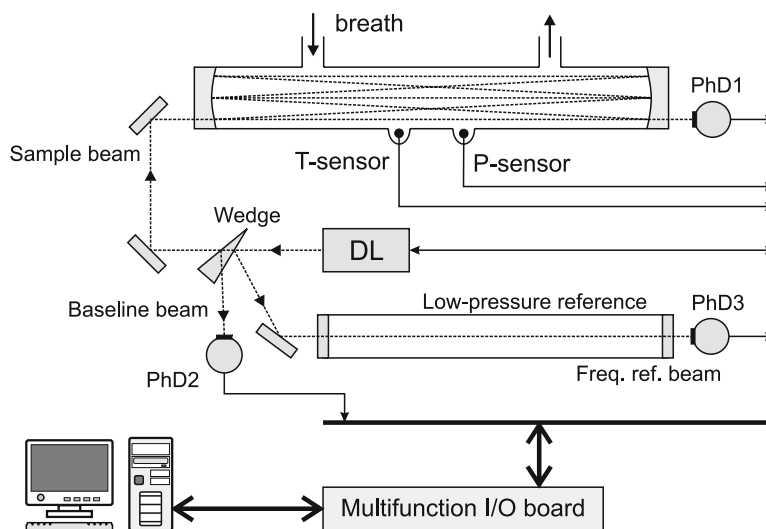 breath
PhD1
Sample beam
T-sensor
P-sensor
Wedge
DL
Baseline beam
Low-pressure reference
PhD3
PhD2
Freq. ref. beam
Multifunction I/O board